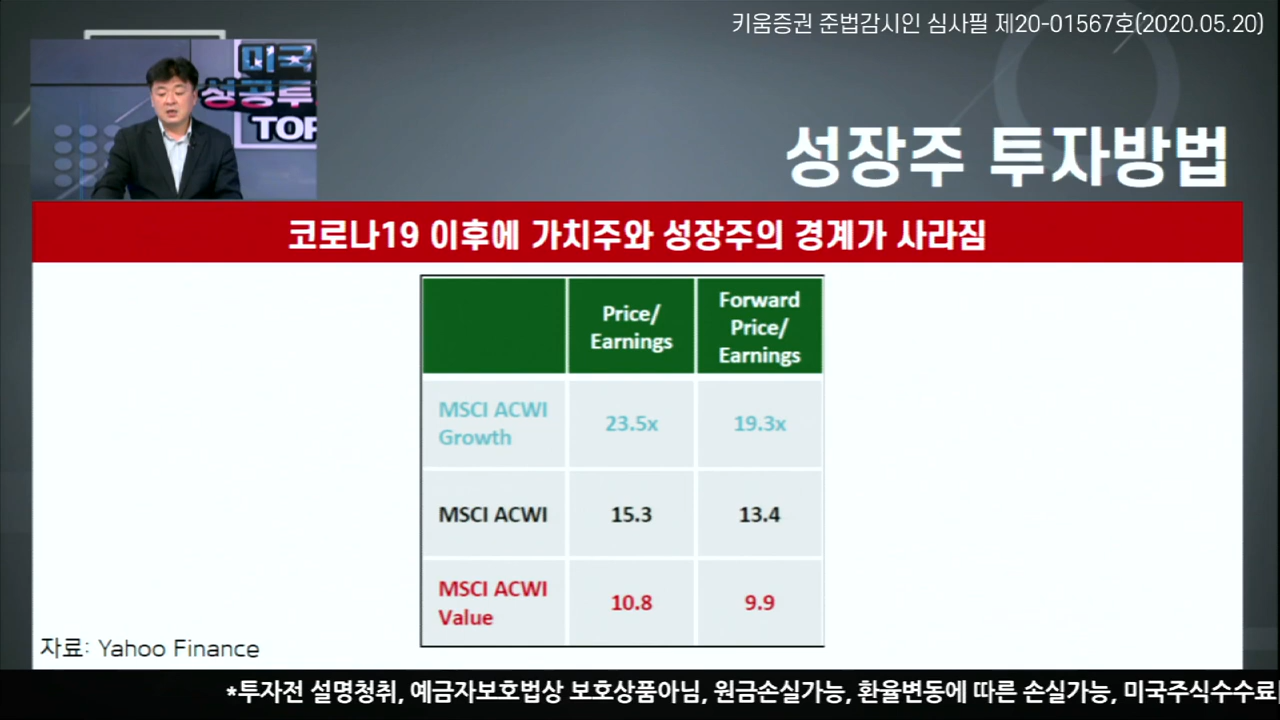 키움증권 준법감시인 심사필 제20-01567호(2020.05.20)
미국
성공투
TOP
성장주 투자방법
코로나19 이후에 가치주와 성장주의 경계가 사라짐
Price/
Earnings
Forward
Price/
Earnings
MSCI ACWI
Growth
23.5x
19.3x
MSCI ACWI
15.3
13.4
MSCI ACWI
Value
10.8
9.9
자료: Yahoo Finance
*투자전 설명청취, 예금자보호법상 보호상품아님, 원금손실가능, 환율변동에 따른 손실가능, 미국주식수수료